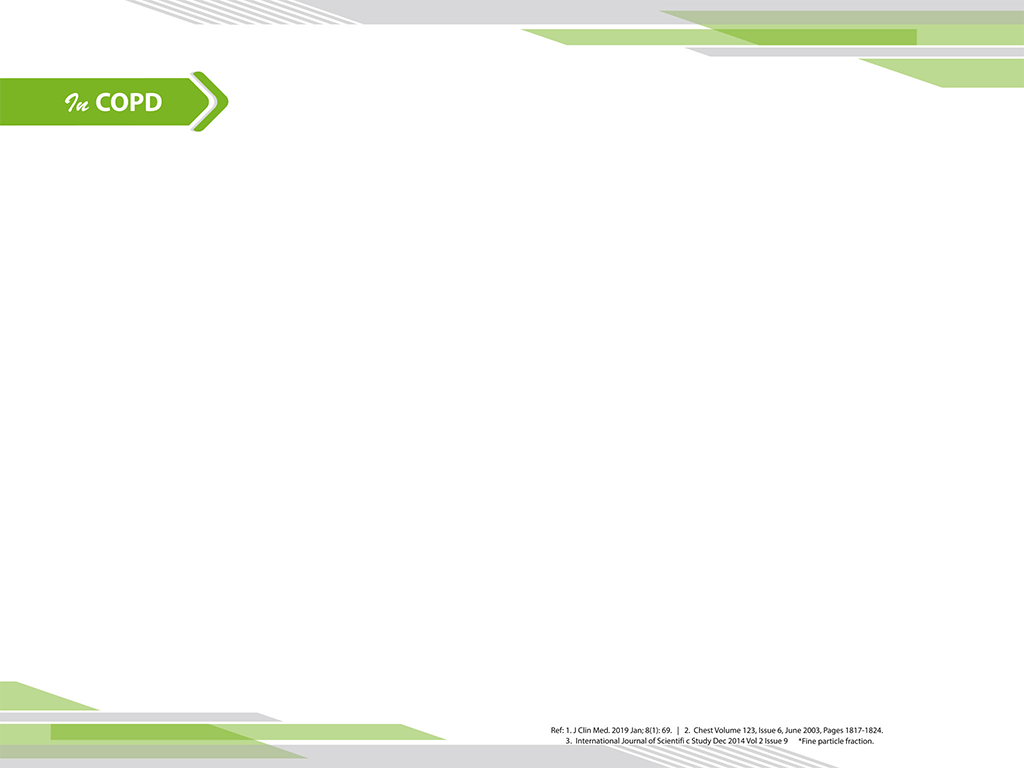 In COPD
Ref: 1. J Clin Med. 2019 Jan; 8(1): 69. | 2. Chest Volume 123, Issue 6, June 2003, Pages 1817-1824.
3. International Journal of Scientifi c Study Dec 2014 Vol 2 Issue 9 *Fine particle fraction.